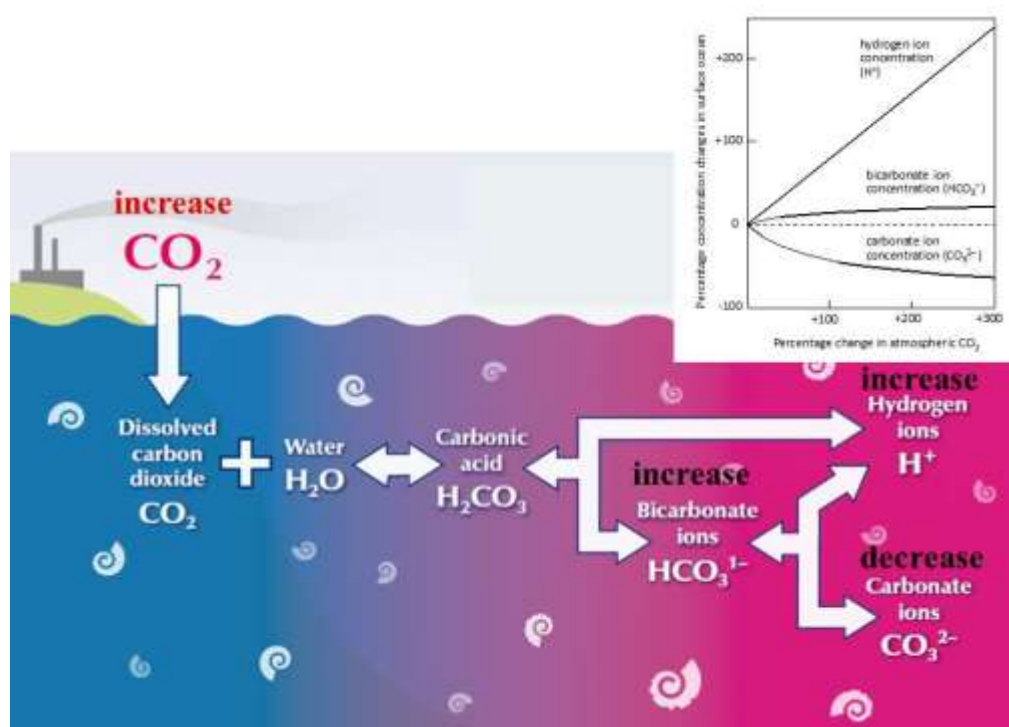 +200
+100
0
-100
Percentage concentration changes in surface ocean
hydrogen ion
concentration
(H⁺)
bicarbonate ion
concentration (HCO₃⁻)
carbonate ion
concentration (CO₃²⁻)
+100
+200
+300
Percentage change in atmospheric CO₂
increase
CO₂
Dissolved
carbon
dioxide
CO₂
Water
H₂O
Carbonic
acid
H₂CO₃
increase
Bicarbonate
ions
HCO₃¹⁻
increase
Hydrogen
ions
H⁺
decrease
Carbonate
ions
CO₃²⁻